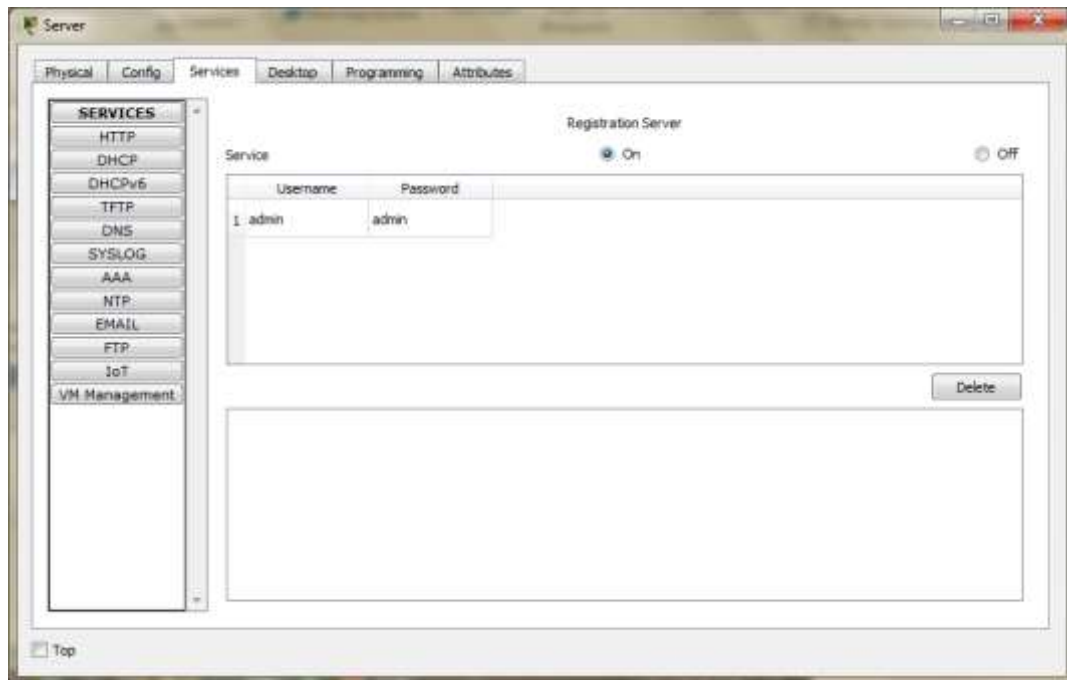 Server
Physical Config Services Desktop Programming Attributes
SERVICES
HTTP
DHCP
DHCPv6
TFTP
DNS
SYSLOG
AAA
NTP
EMAIL
FTP
IoT
VM Management
Registration Server
Service On Off
Username Password
1 admin admin
Delete
Top